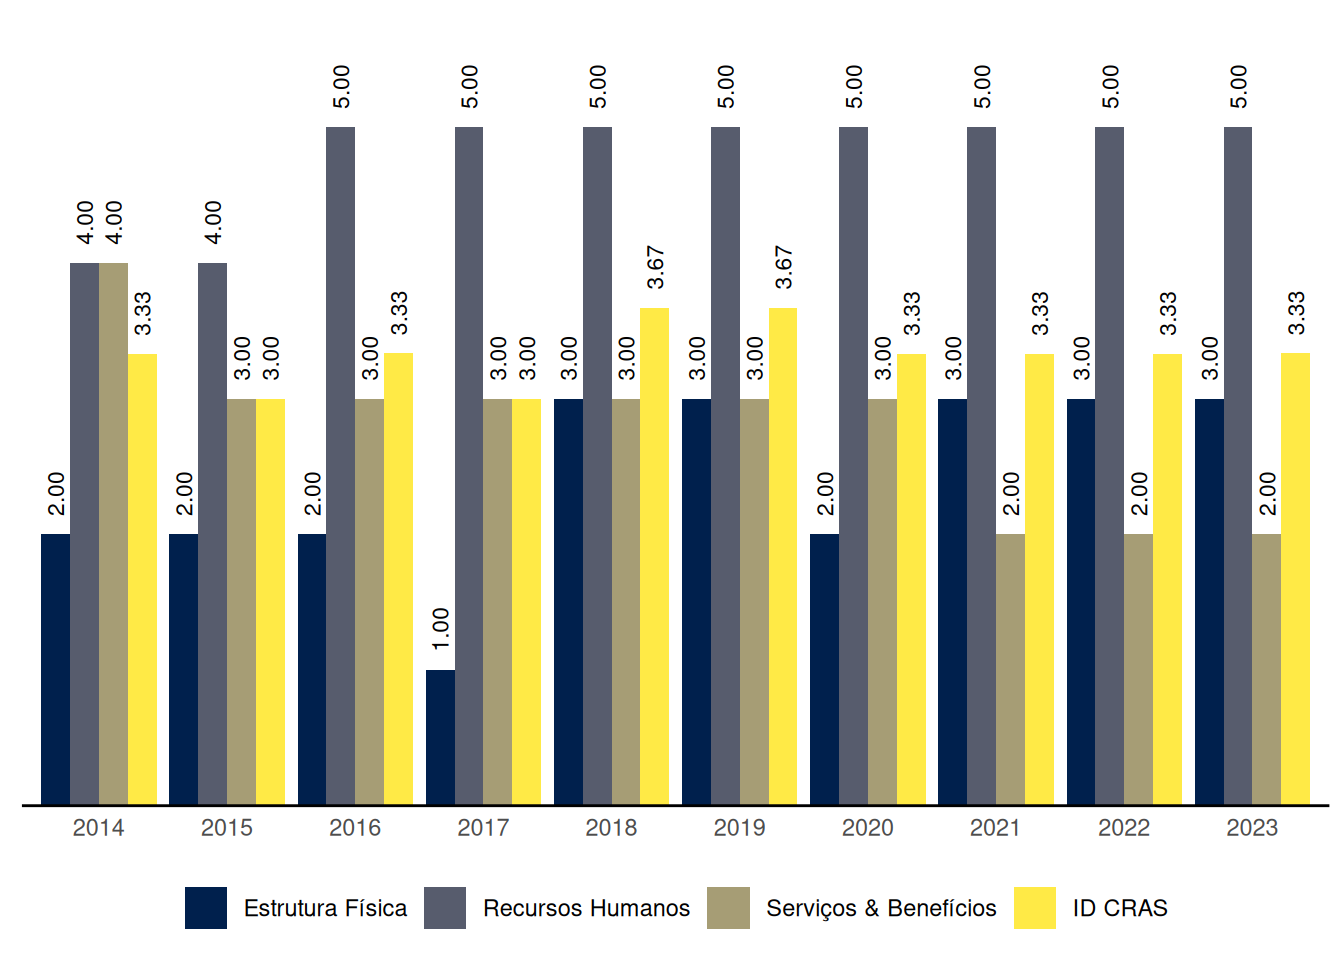 5.00 5.00 5.00 5.00 5.00 5.00 5.00 5.00
4.00 4.00 4.00
3.67 3.67
3.33 3.33 3.33 3.33 3.33 3.33
3.00 3.00 3.00 3.00 3.00 3.00 3.00 3.00 3.00 3.00 3.00 3.00 3.00
2.00 2.00 2.00 2.00 2.00 2.00 2.00
1.00
2014 2015 2016 2017 2018 2019 2020 2021 2022 2023
Estrutura Física Recursos Humanos Serviços & Benefícios ID CRAS